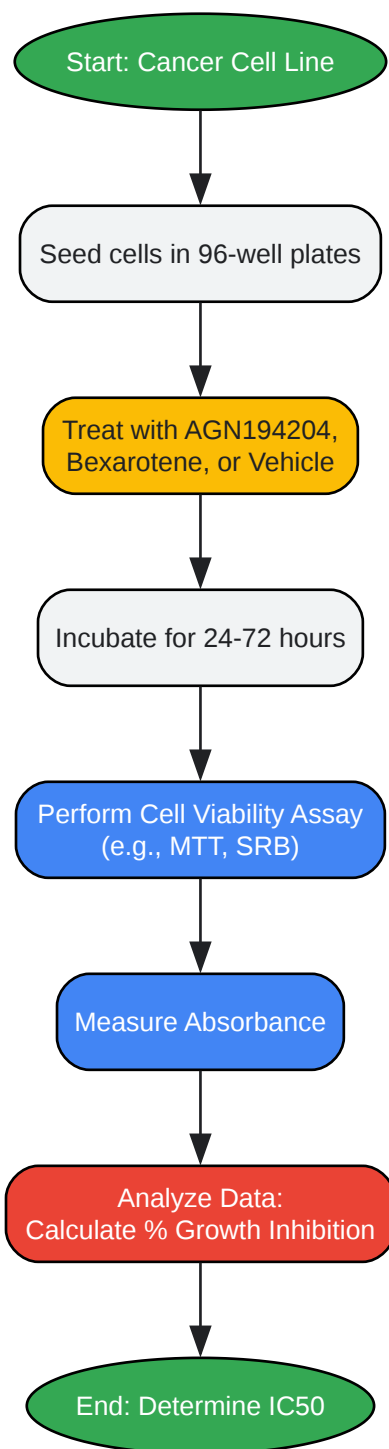 Start: Cancer Cell Line
Seed cells in 96-well plates
Treat with AGN194204,
Bexarotene, or Vehicle
Incubate for 24-72 hours
Perform Cell Viability Assay
(e.g., MTT, SRB)
Measure Absorbance
Analyze Data:
Calculate % Growth Inhibition
End: Determine IC50